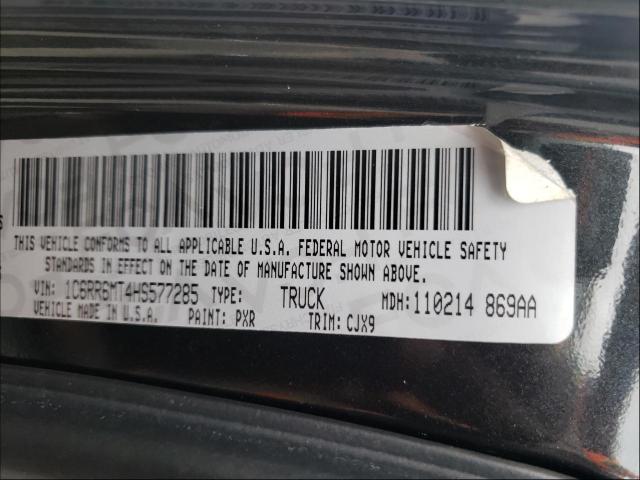 THIS VEHICLE CONFORMS TO ALL APPLICABLE U.S.A. FEDERAL MOTOR VEHICLE SAFETY
STANDARDS IN EFFECT ON THE DATE OF MANUFACTURE SHOWN ABOVE.
VIN: 1C6RR6MT4HS577285 TYPE: TRUCK MDH:110214 869AA
VEHICLE MADE IN U.S.A. PAINT: PXR TRIM:CJX9